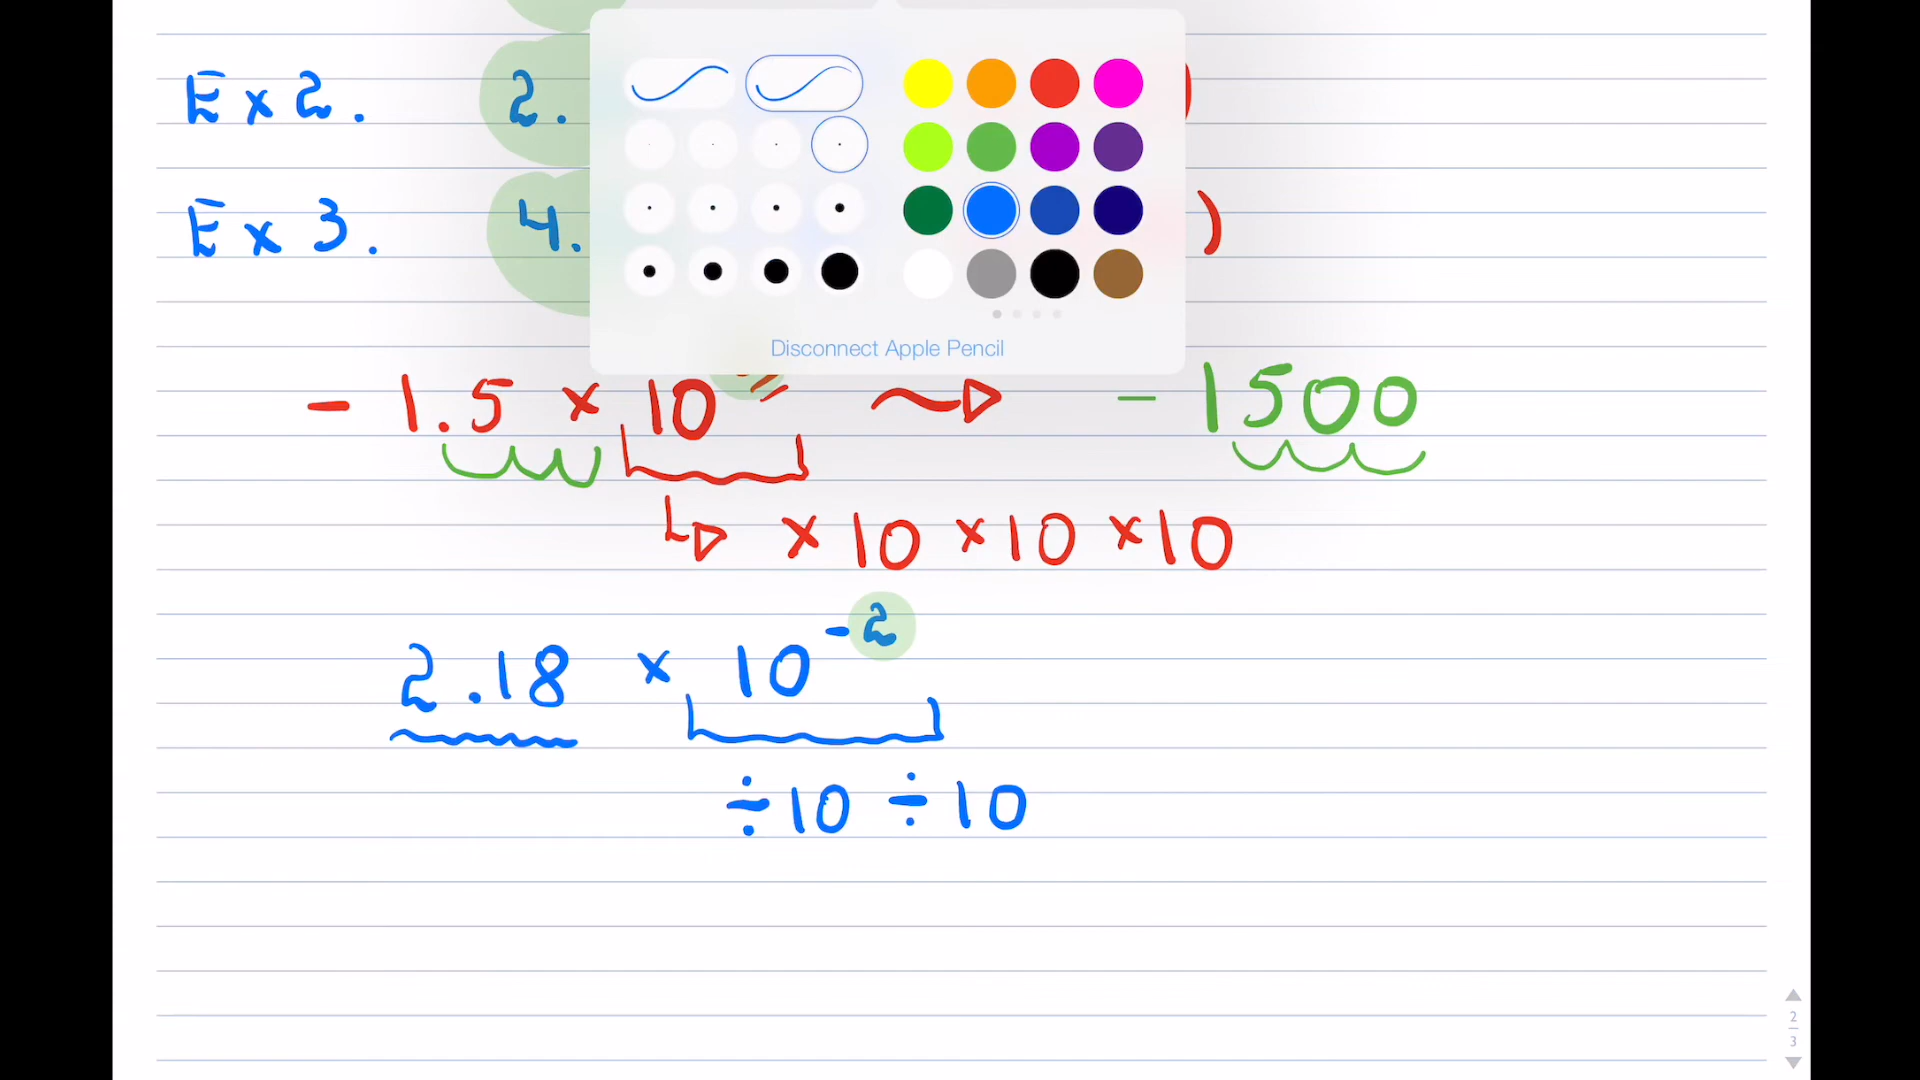 Ex 2. 2.
Ex 3. 4. )
Disconnect Apple Pencil
- 1.5 × 10 - 1500
× 10 × 10 × 10
2.18 × 10⁻²
÷ 10 ÷ 10
2
3